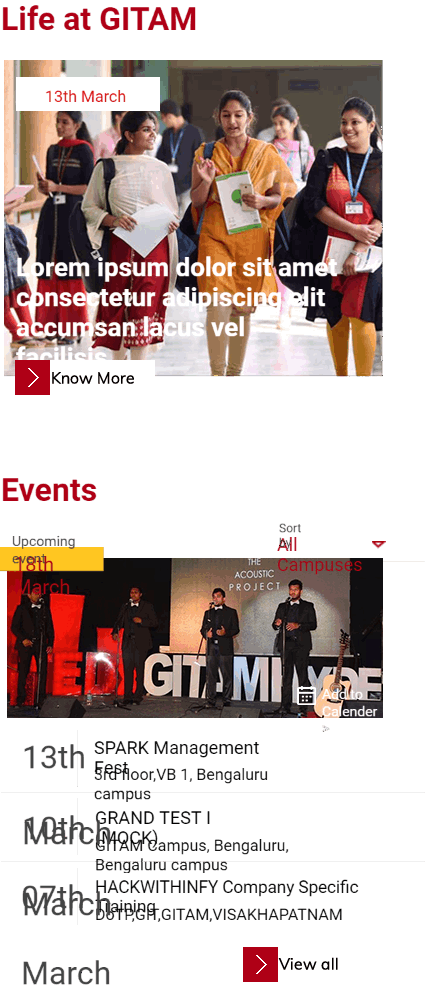 Life at GITAM
13th March
Lorem ipsum dolor sit amet
consectetur adipiscing elit
accumsan lacus vel
facilisis
Know More
Events
Upcoming
event
Sort
by
All
Campuses
18th
March
THE
ACOUSTIC
PROJECT
GITAM
Add to
Calender
>
13th
March
SPARK Management
Fest
3rd floor,VB 1, Bengaluru
campus
10th
March
GRAND TEST I
(MOCK)
GITAM Campus, Bengaluru,
Bengaluru campus
07th
March
HACKWITHINFY Company Specific
Training
DoTP,GIT,GITAM,VISAKHAPATNAM
View all